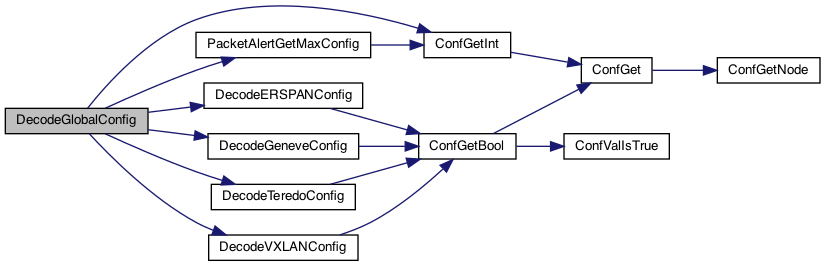 DecodeGlobalConfig
PacketAlertGetMaxConfig
DecodeERSPANConfig
DecodeGeneveConfig
DecodeTeredoConfig
DecodeVXLANConfig
ConfGetInt
ConfGetBool
ConfGet
ConfValIsTrue
ConfGetNode